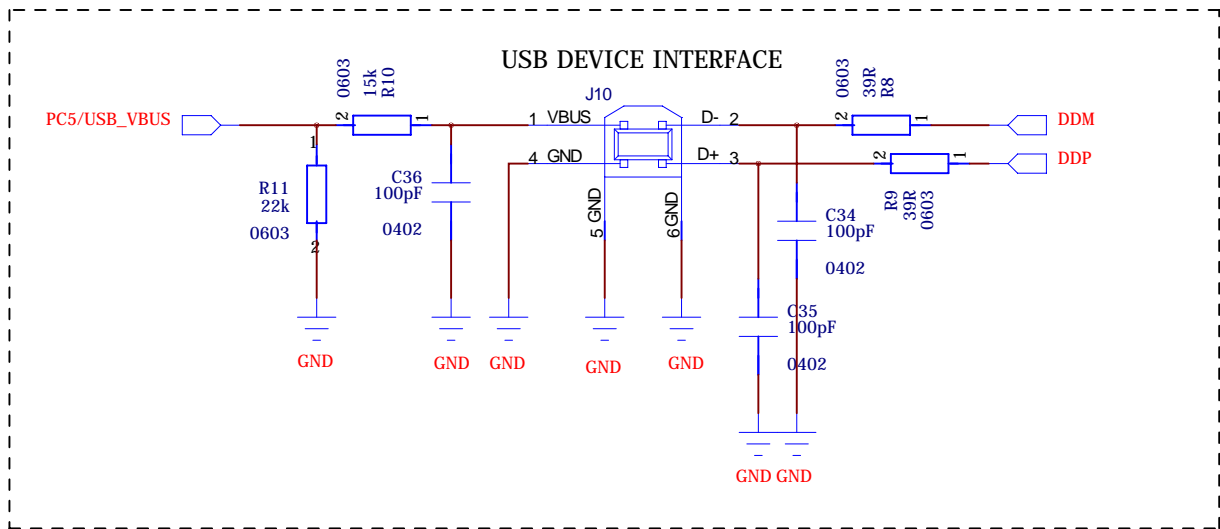 USB DEVICE INTERFACE
J10
PC5/USB_VBUS
0603
15k
R10
2
1
1
VBUS
D-
2
0603
39R
R8
2
1
DDM
4
GND
D+
3
2
1
DDP
R9
39R
0603
1
R11
22k
0603
2
C36
100pF
0402
5
GND
6
GND
C34
100pF
0402
C35
100pF
0402
GND
GND
GND
GND
GND
GND
GND